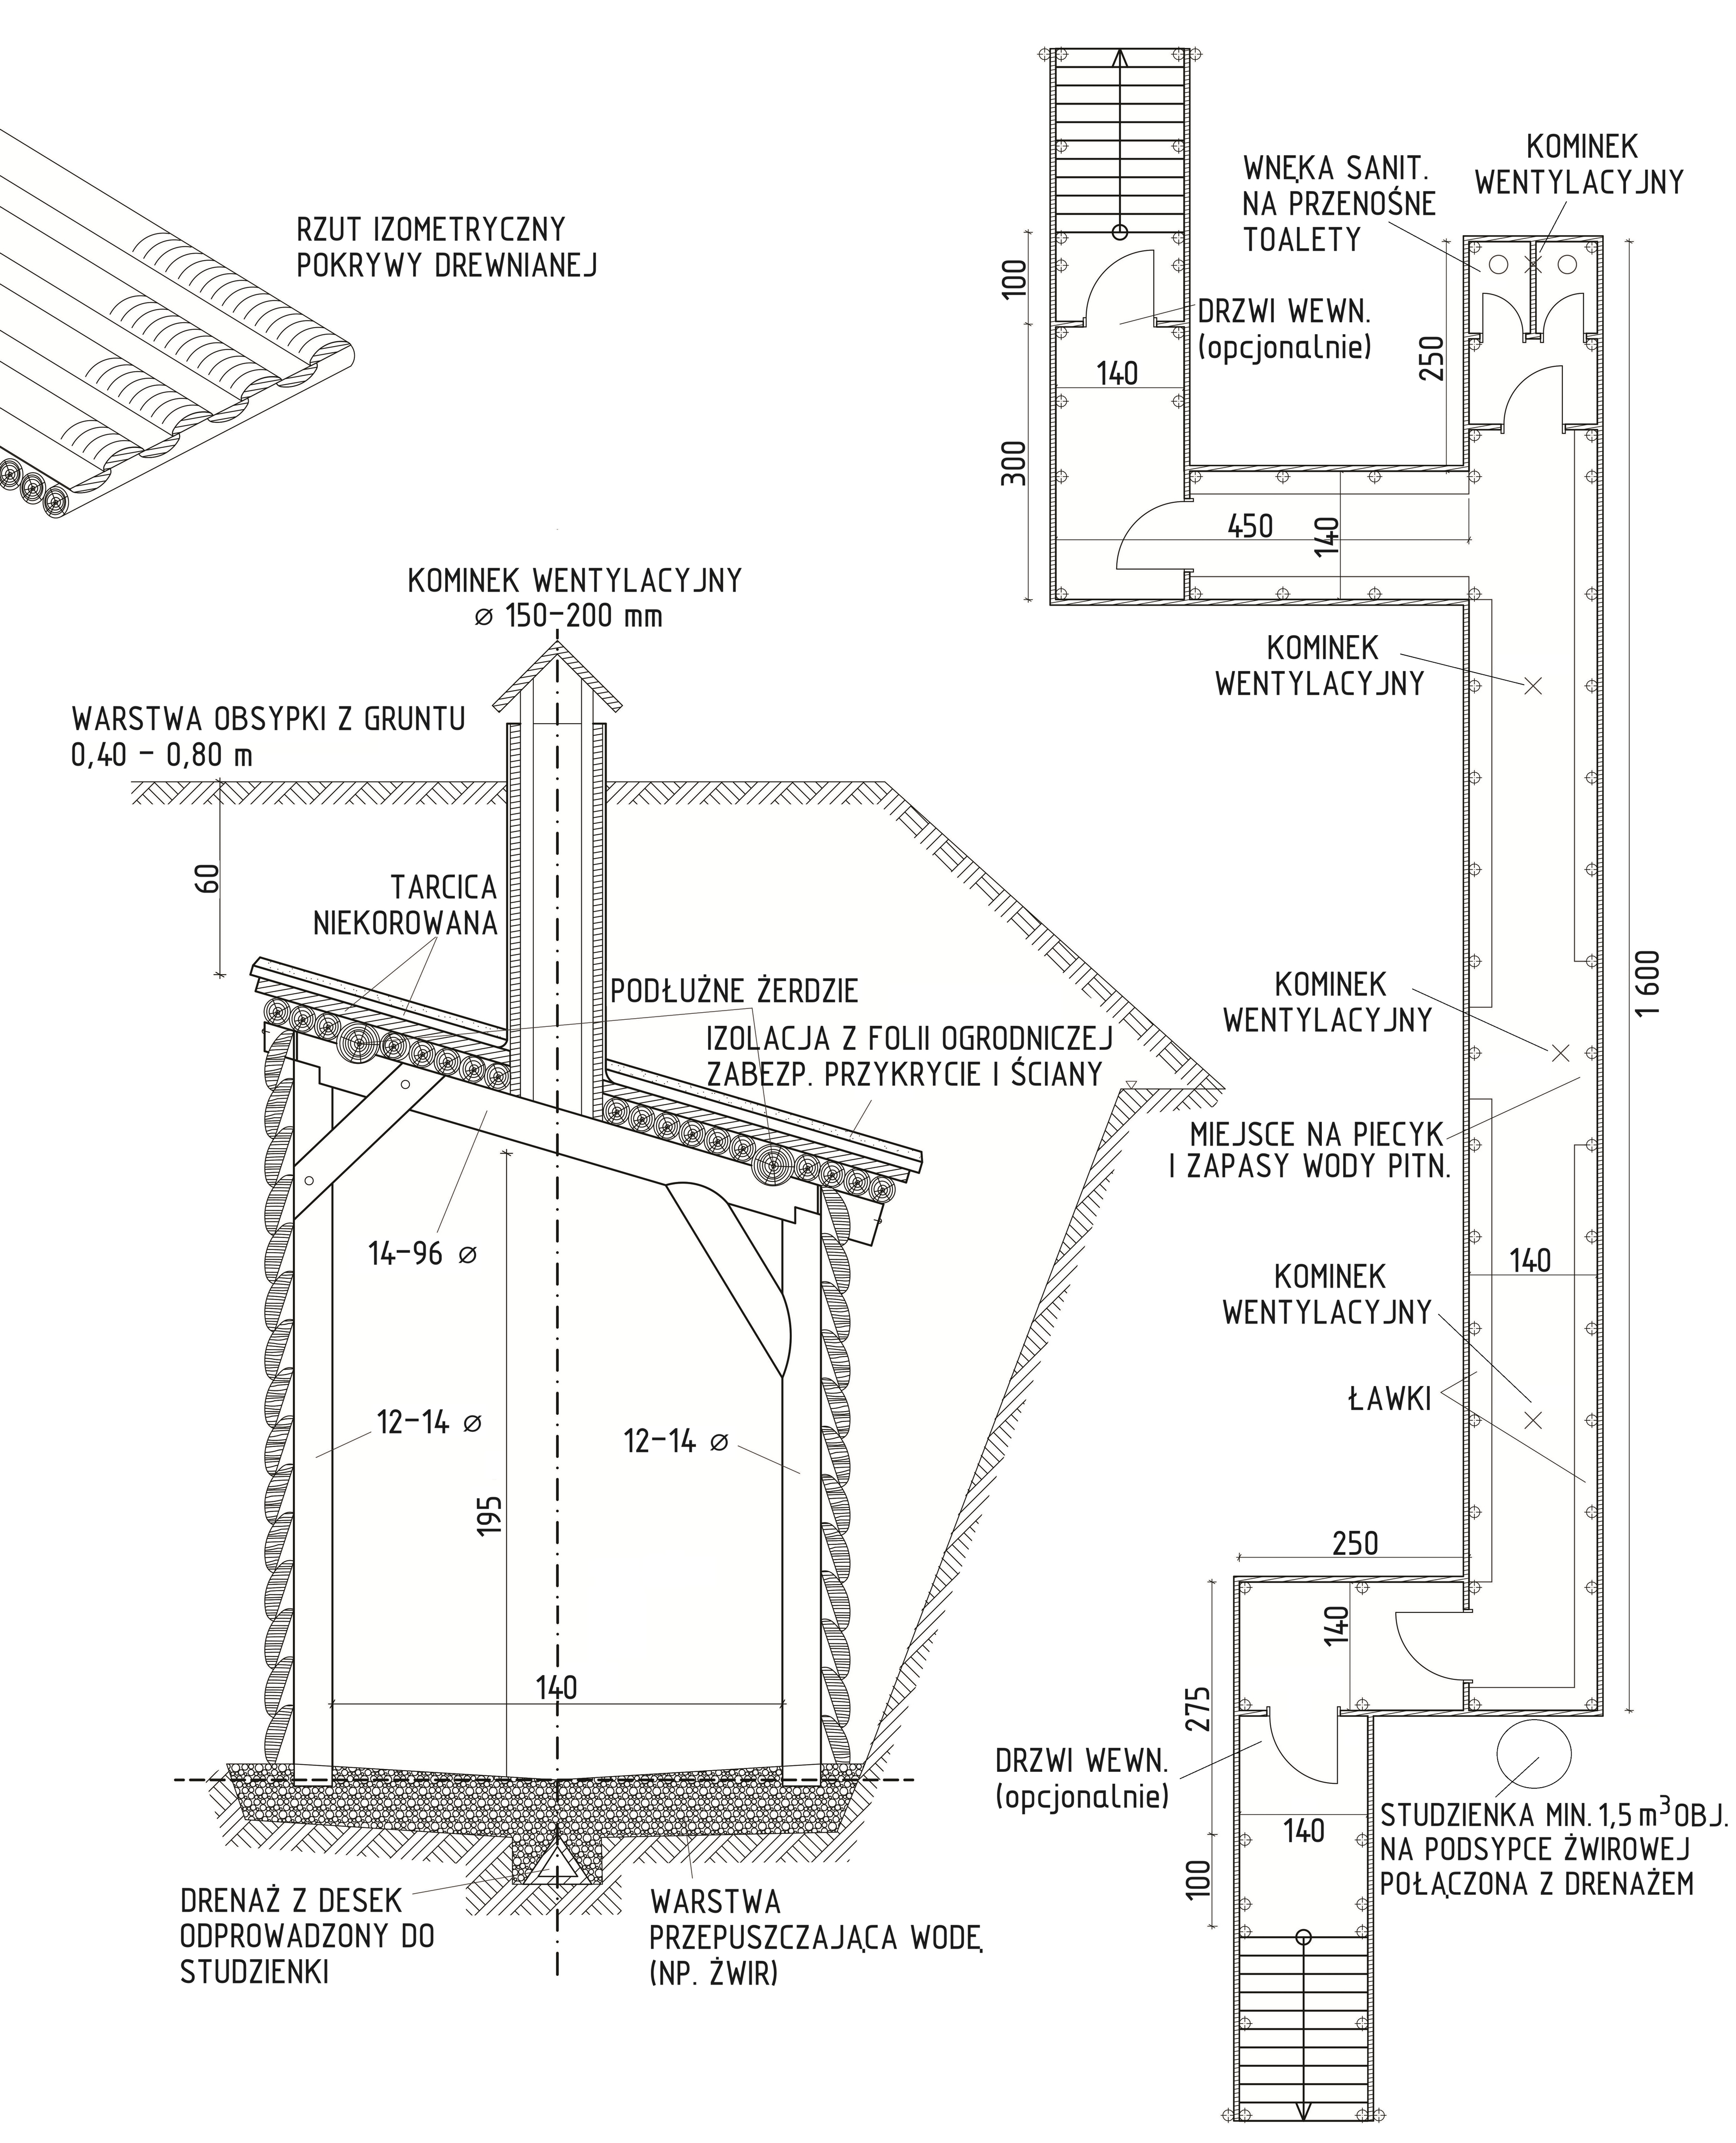 RZUT IZOMETRYCZNY
POKRYWY DREWNIANEJ
KOMINEK WENTYLACYJNY
⌀ 150-200 mm
WARSTWA OBSYPKI Z GRUNTU
0,40 - 0,80 m
60
TARCICA
NIEKOROWANA
PODŁUŻNE ŻERDZIE
IZOLACJA Z FOLII OGRODNICZEJ
ZABEZP. PRZYKRYCIE I ŚCIANY
14-96 ⌀
12-14 ⌀
12-14 ⌀
195
140
DRENAŻ Z DESEK
ODPROWADZONY DO
STUDZIENKI
WARSTWA
PRZEPUSZCZAJĄCA WODĘ
(NP. ŻWIR)
WNĘKA SANIT.
NA PRZENOŚNE
TOALETY
KOMINEK
WENTYLACYJNY
100
DRZWI WEWN.
(opcjonalnie)
250
140
300
450
140
KOMINEK
WENTYLACYJNY
KOMINEK
WENTYLACYJNY
1 600
MIEJSCE NA PIECYK
I ZAPASY WODY PITN.
140
KOMINEK
WENTYLACYJNY
ŁAWKI
250
140
275
DRZWI WEWN.
(opcjonalnie)
140
100
STUDZIENKA MIN. 1,5 m³ OBJ.
NA PODSYPCE ŻWIROWEJ
POŁĄCZONA Z DRENAŻEM